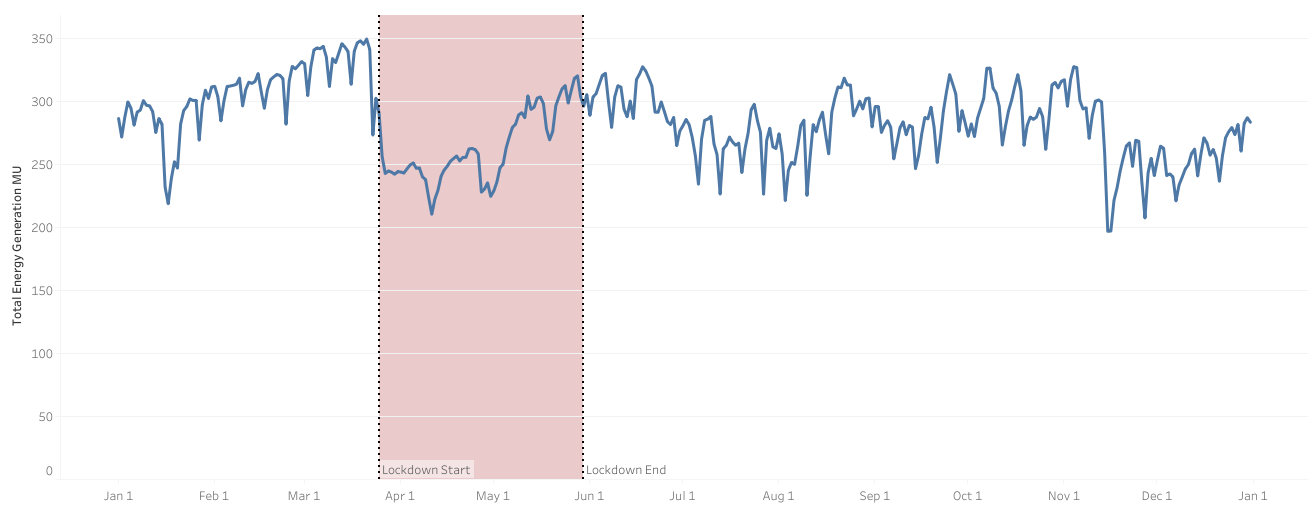 Total Energy Generation MU
350
300
250
200
150
100
50
0
Lockdown Start
Lockdown End
Jan 1
Feb 1
Mar 1
Apr 1
May 1
Jun 1
Jul 1
Aug 1
Sep 1
Oct 1
Nov 1
Dec 1
Jan 1